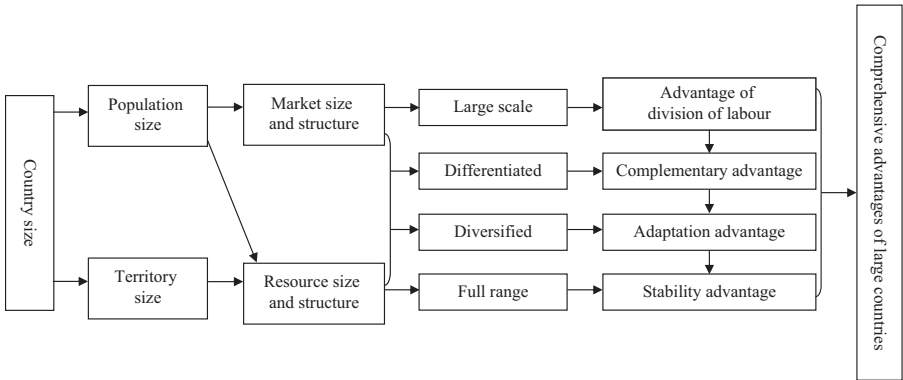 Country size
Population
size
Territory
size
Market size
and structure
Resource size
and structure
Large scale
Differentiated
Diversified
Full range
Advantage of
division of labour
Complementary advantage
Adaptation advantage
Stability advantage
Comprehensive advantages of large countries